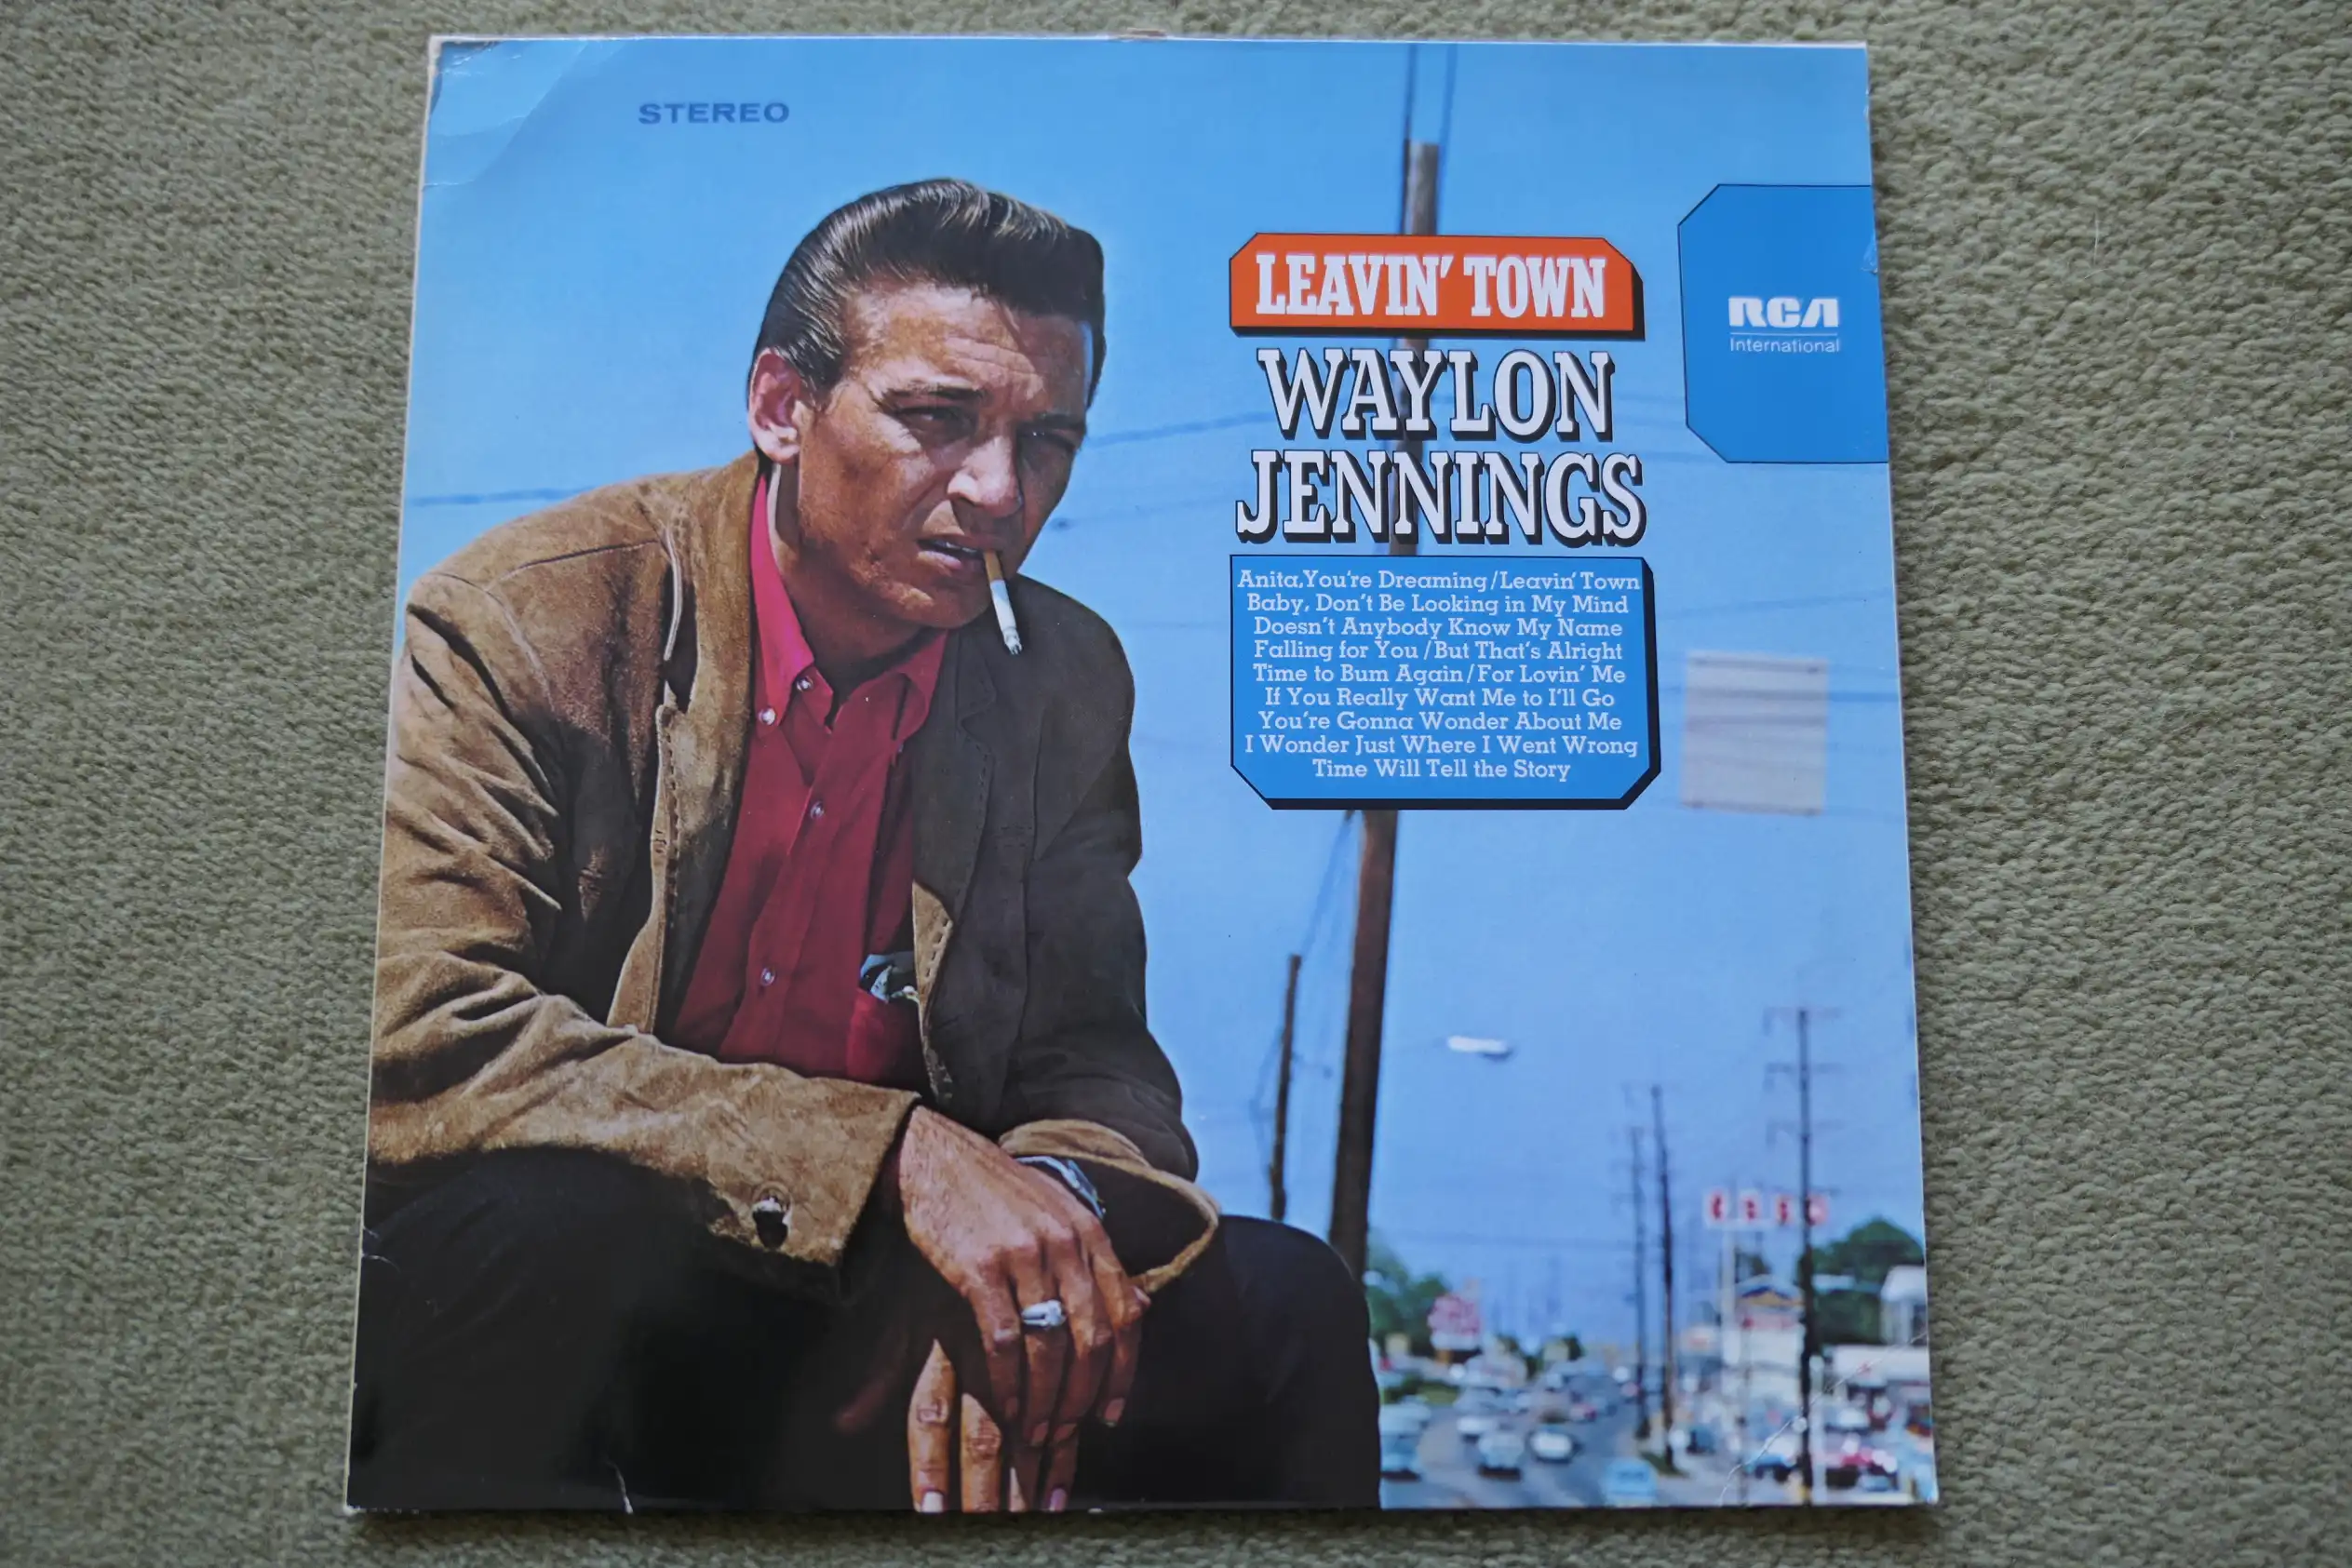 STEREO
LEAVIN' TOWN
WAYLON
JENNINGS
RCA
International
Anita,You're Dreaming/Leavin' Town
Baby, Don't Be Looking in My Mind
Doesn't Anybody Know My Name
Falling for You/But That's Alright
Time to Bum Again/For Lovin' Me
If You Really Want Me to I'll Go
You're Gonna Wonder About Me
I Wonder Just Where I Went Wrong
Time Will Tell the Story